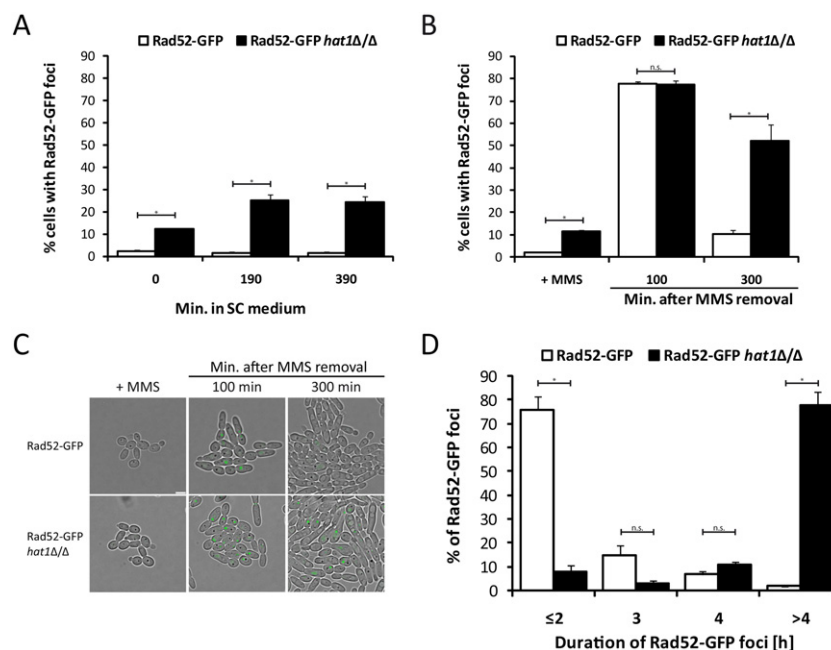 A
Rad52-GFP Rad52-GFP hat1Δ/Δ
% cells with Rad52-GFP foci
90
80
70
60
50
40
30
20
10
0
* * *
0 190 390
Min. in SC medium
B
Rad52-GFP Rad52-GFP hat1Δ/Δ
% cells with Rad52-GFP foci
90
80
70
60
50
40
30
20
10
0
* n.s. *
+ MMS 100 300
Min. after MMS removal
C
Min. after MMS removal
+ MMS 100 min 300 min
Rad52-GFP
Rad52-GFP
hat1Δ/Δ
D
Rad52-GFP Rad52-GFP hat1Δ/Δ
% of Rad52-GFP foci
90
80
70
60
50
40
30
20
10
0
* n.s. n.s. *
≤2 3 4 >4
Duration of Rad52-GFP foci [h]